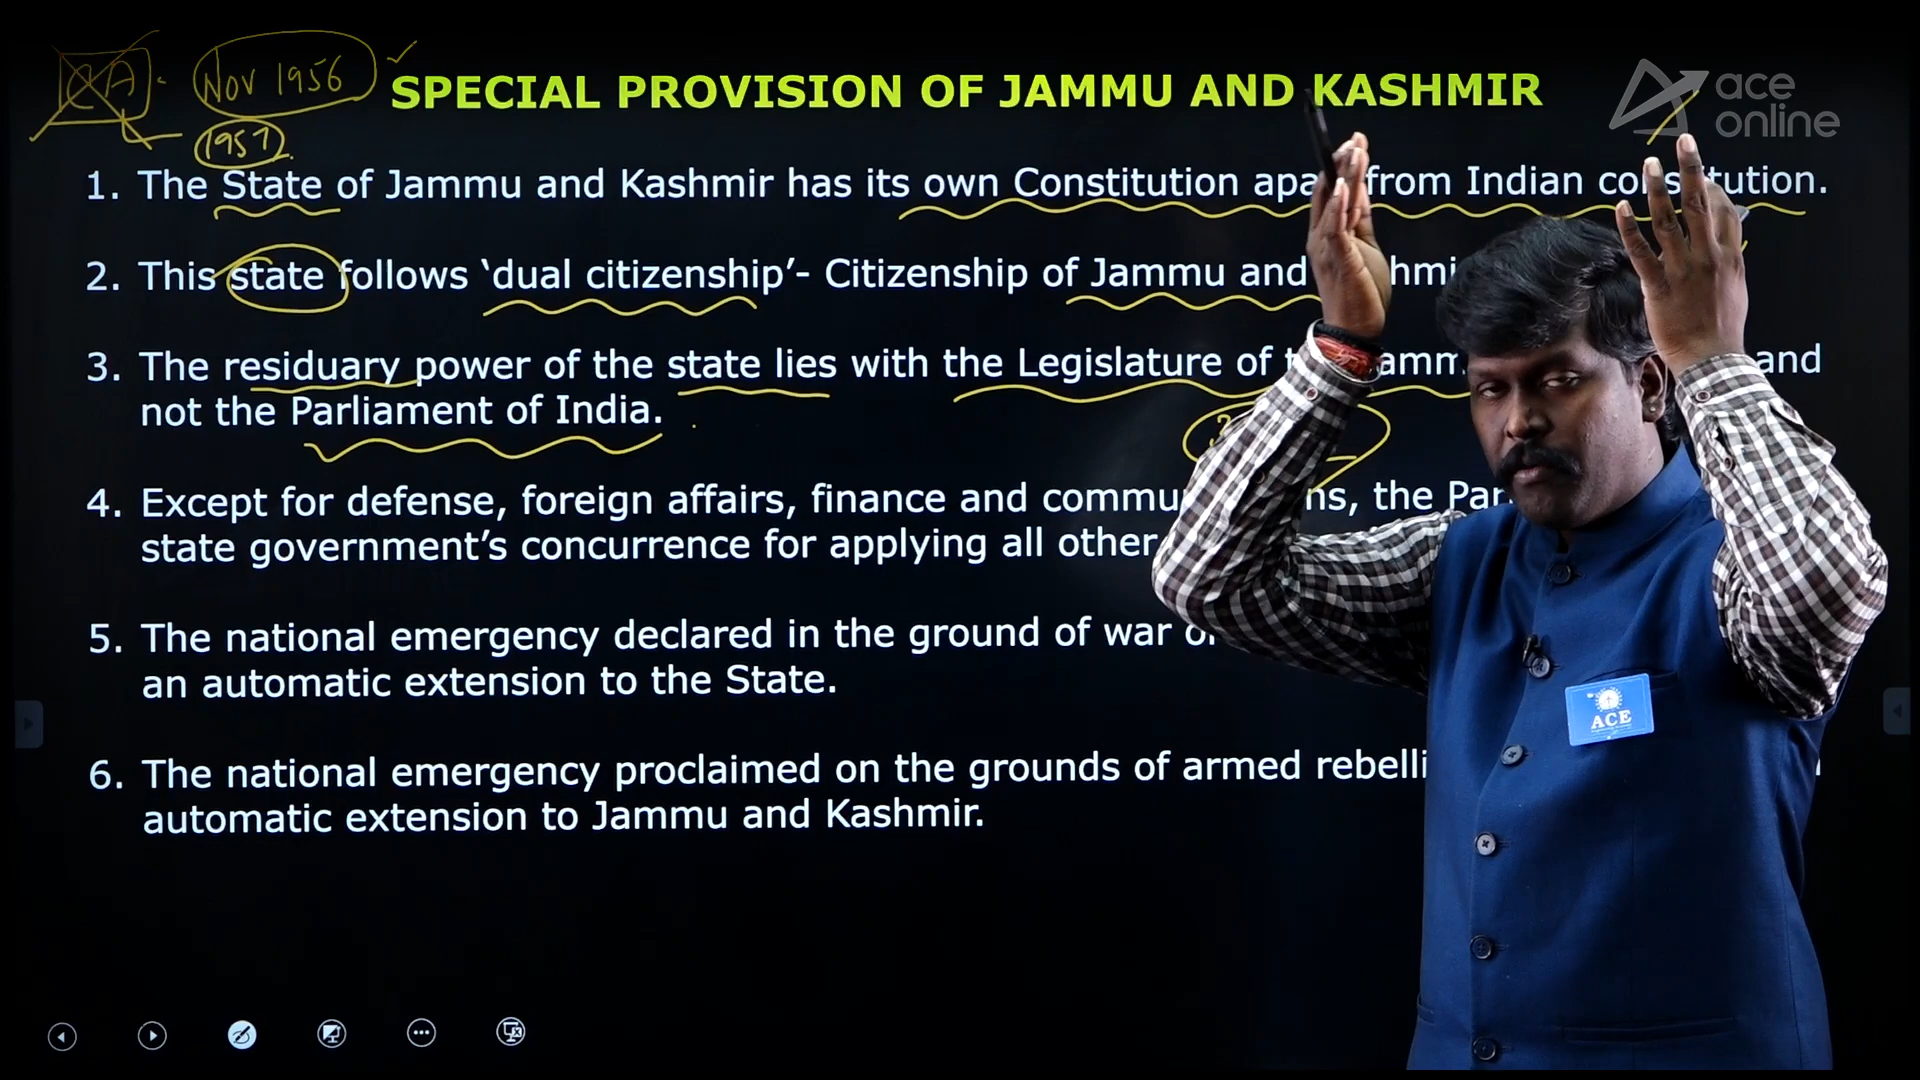 CA
Nov 1956
1957
SPECIAL PROVISION OF JAMMU AND KASHMIR
ace
online
1. The State of Jammu and Kashmir has its own Constitution from Indian
2. This state follows ‘dual citizenship’- Citizenship of Jammu and
3. The residuary power of the state lies with the Legislature of and
not the Parliament of India.
4. Except for defense, foreign affairs, finance and the
state government’s concurrence for applying all other
5. The national emergency declared in the ground of war
an automatic extension to the State.
6. The national emergency proclaimed on the grounds of armed
automatic extension to Jammu and Kashmir.
ACE